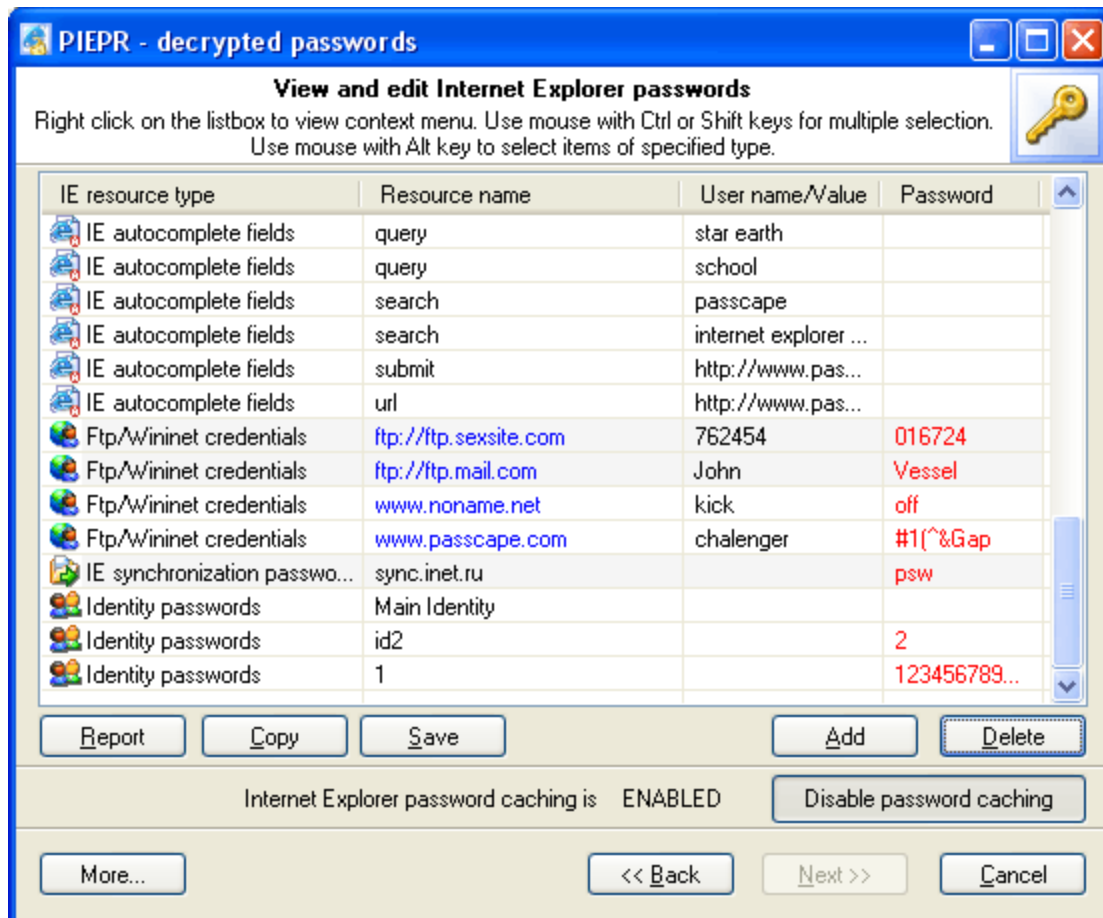 PIEPR - decrypted passwords
View and edit Internet Explorer passwords
Right click on the listbox to view context menu. Use mouse with Ctrl or Shift keys for multiple selection.
Use mouse with Alt key to select items of specified type.
IE resource type Resource name User name/Value Password
IE autocomplete fields query star earth
IE autocomplete fields query school
IE autocomplete fields search passcape
IE autocomplete fields search internet explorer ...
IE autocomplete fields submit http://www.pas...
IE autocomplete fields url http://www.pas...
Ftp/Wininet credentials ftp://ftp.sexsite.com 762454 016724
Ftp/Wininet credentials ftp://ftp.mail.com John Vessel
Ftp/Wininet credentials www.noname.net kick off
Ftp/Wininet credentials www.passcape.com chalenger #1(^&Gap
IE synchronization passwo... sync.inet.ru psw
Identity passwords Main Identity
Identity passwords id2 2
Identity passwords 1 123456789...
Report Copy Save Add Delete
Internet Explorer password caching is ENABLED Disable password caching
More... << Back Next >> Cancel